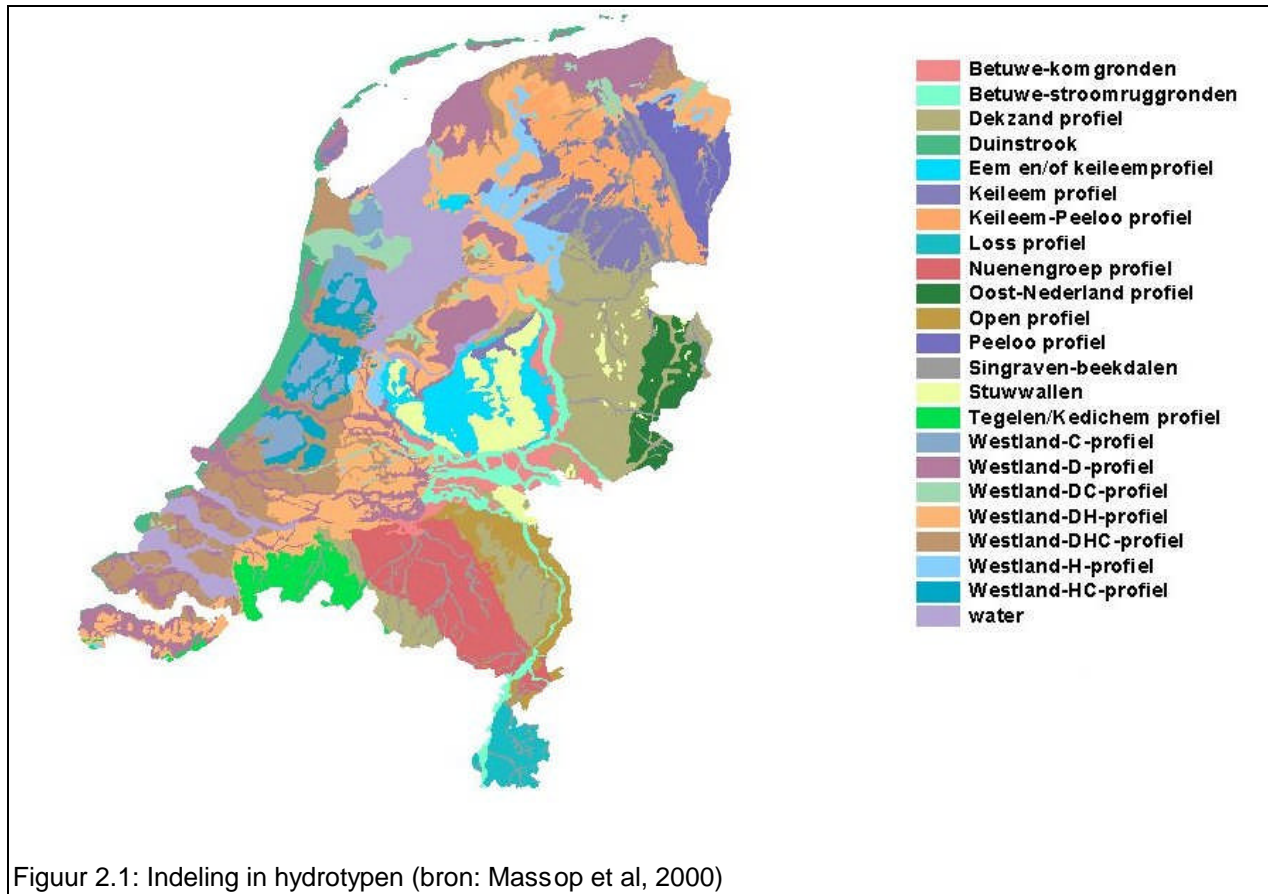 Betuwe-komgronden
Betuwe-stroomruggronden
Dekzand profiel
Duinstrook
Eem en/of keileemprofiel
Keileem profiel
Keileem-Peeloo profiel
Loss profiel
Nuenengroep profiel
Oost-Nederland profiel
Open profiel
Peeloo profiel
Singraven-beekdalen
Stuwwallen
Tegelen/Kedichem profiel
Westland-C-profiel
Westland-D-profiel
Westland-DC-profiel
Westland-DH-profiel
Westland-DHC-profiel
Westland-H-profiel
Westland-HC-profiel
water
Figuur 2.1: Indeling in hydrotypen (bron: Massop et al, 2000)